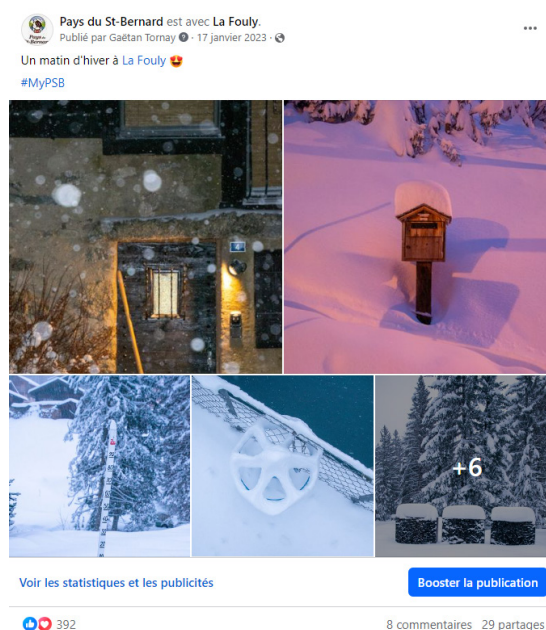 Pays du St-Bernard est avec La Fouly.
Publié par Gaëtan Tornay · 17 janvier 2023 ·
Un matin d'hiver à La Fouly 😍
#MyPSB
+6
Voir les statistiques et les publicités
Booster la publication
392
8 commentaires 29 partages